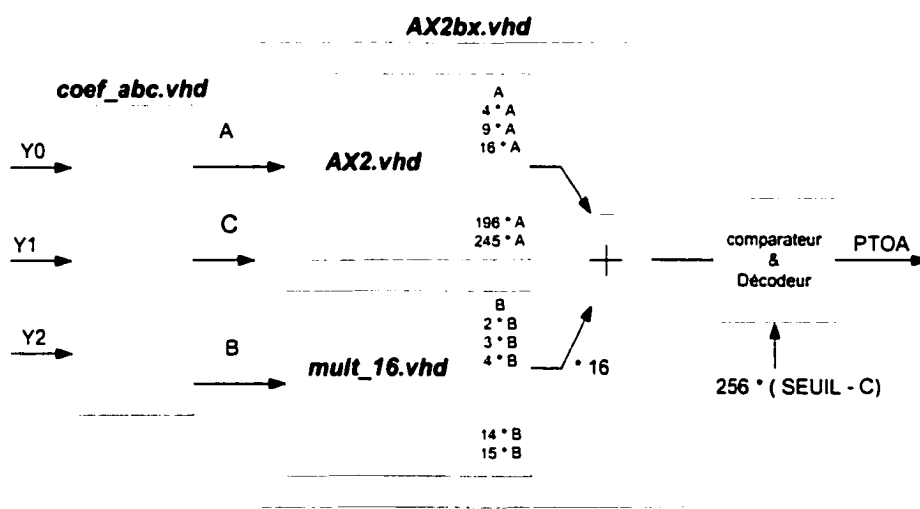 AX2bx.vhd
coef_abc.vhd
Y0
Y1
Y2
A
C
B
AX2.vhd
A
4 * A
9 * A
16 * A
196 * A
245 * A
mult_16.vhd
B
2 * B
3 * B
4 * B
14 * B
15 * B
+
* 16
comparateur
&
Décodeur
PTOA
256 * ( SEUIL - C)